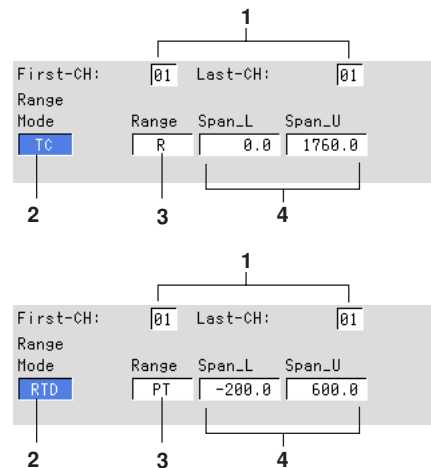 1
First-CH: 01 Last-CH: 01
Range
Mode Range Span_L Span_U
TC R 0.0 1760.0
2 3 4
1
First-CH: 01 Last-CH: 01
Range
Mode Range Span_L Span_U
RTD PT -200.0 600.0
2 3 4